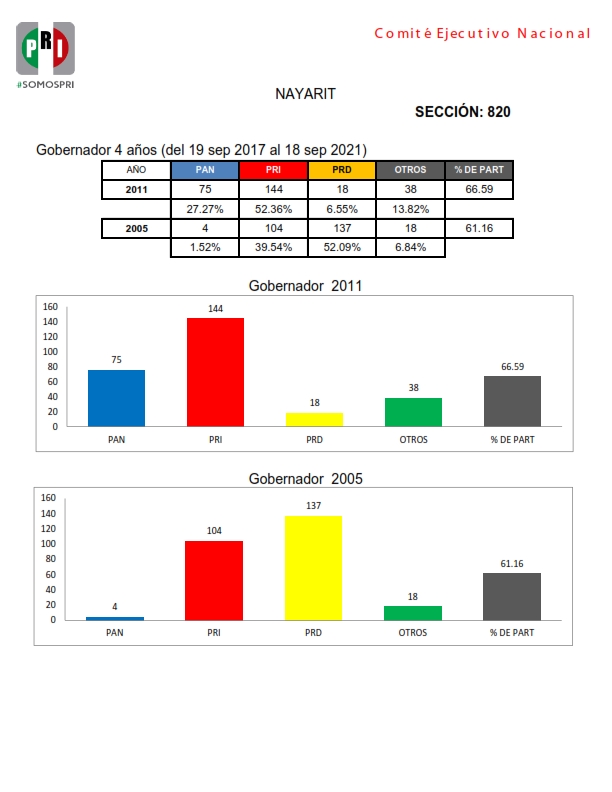 Comité Ejecutivo Nacional
PRI
#SOMOSPRI
NAYARIT
SECCIÓN: 820
Gobernador 4 años (del 19 sep 2017 al 18 sep 2021)
AÑO PAN PRI PRD OTROS % DE PART
2011 75 144 18 38 66.59
27.27% 52.36% 6.55% 13.82%
2005 4 104 137 18 61.16
1.52% 39.54% 52.09% 6.84%
Gobernador 2011
160
140
120
100
80
60
40
20
0
75 144 18 38 66.59
PAN PRI PRD OTROS % DE PART
Gobernador 2005
160
140
120
100
80
60
40
20
0
4 104 137 18 61.16
PAN PRI PRD OTROS % DE PART